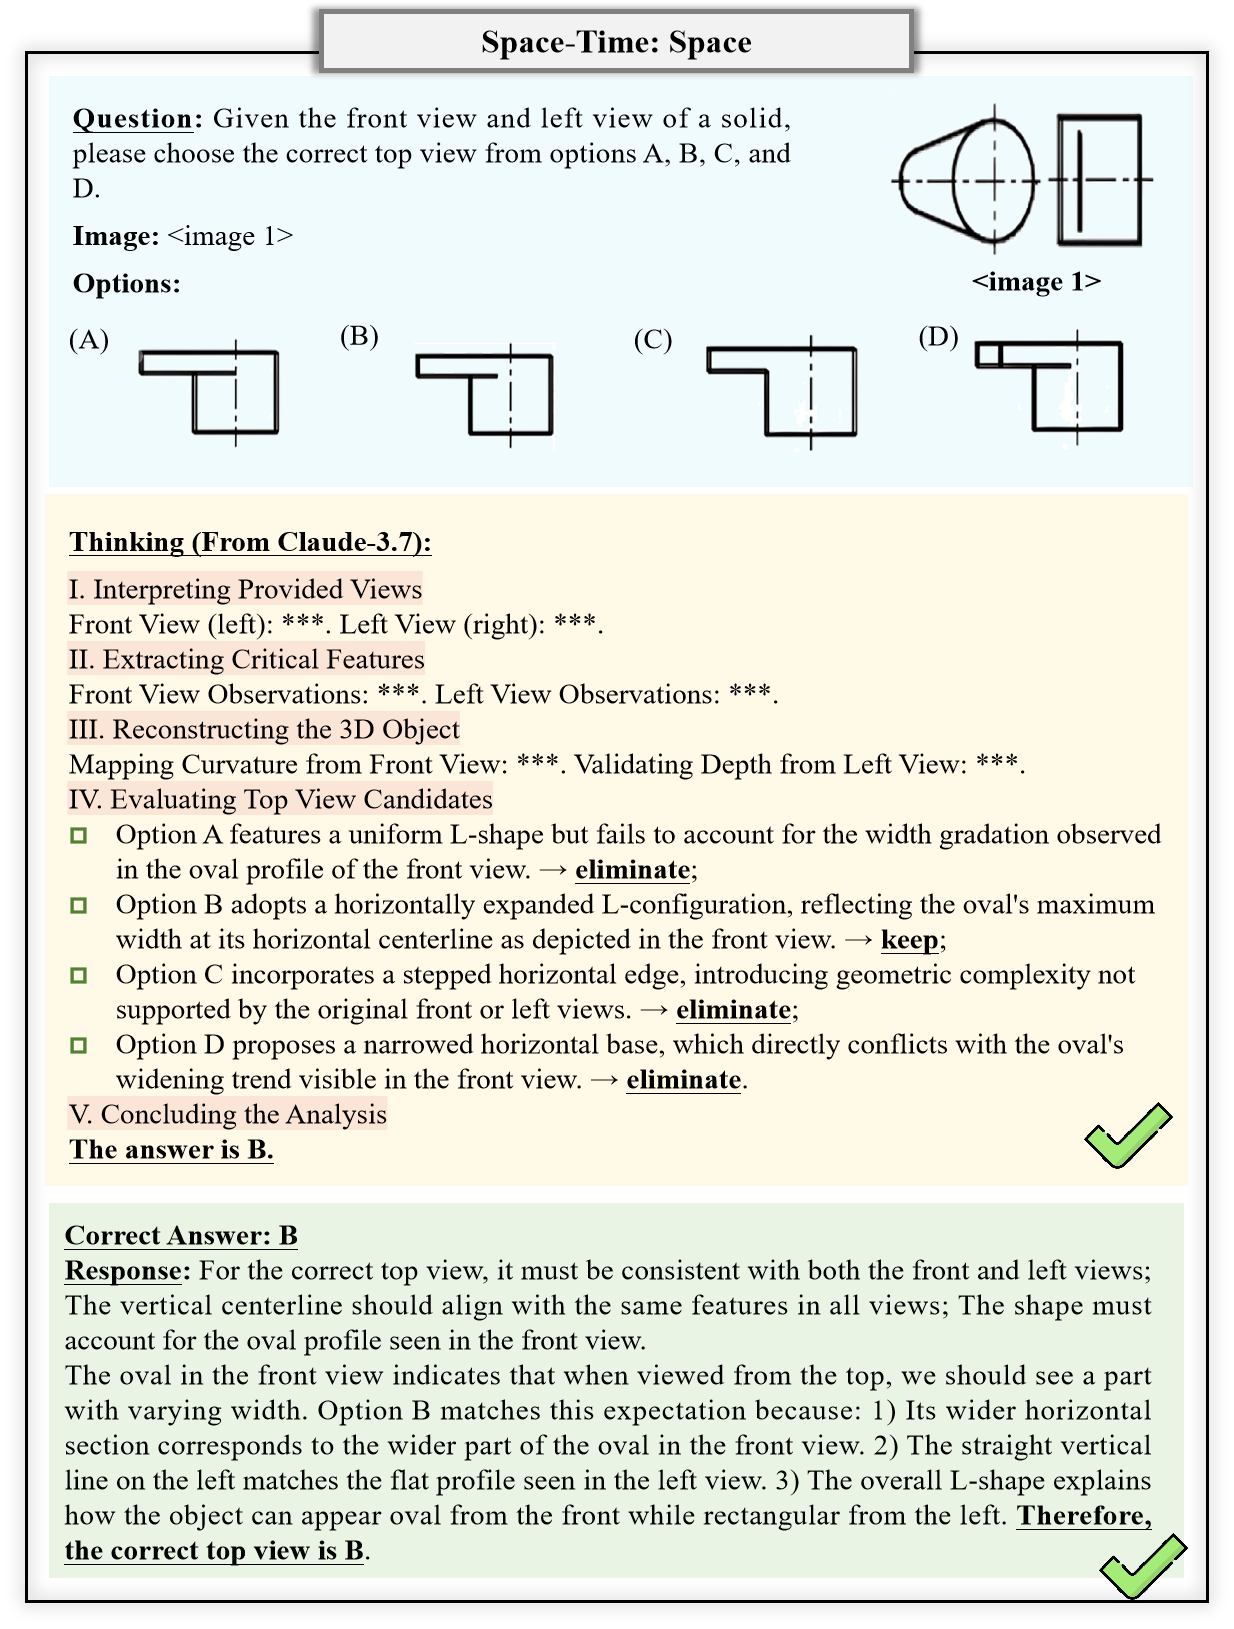 Space-Time: Space
Question: Given the front view and left view of a solid,
please choose the correct top view from options A, B, C, and
D.
Image: <image 1>
<image 1>
Options:
(A)
(B)
(C)
(D)
Thinking (From Claude-3.7):
I. Interpreting Provided Views
Front View (left): ***. Left View (right): ***.
II. Extracting Critical Features
Front View Observations: ***. Left View Observations: ***.
III. Reconstructing the 3D Object
Mapping Curvature from Front View: ***. Validating Depth from Left View: ***.
IV. Evaluating Top View Candidates
Option A features a uniform L-shape but fails to account for the width gradation observed
in the oval profile of the front view. → eliminate;
Option B adopts a horizontally expanded L-configuration, reflecting the oval's maximum
width at its horizontal centerline as depicted in the front view. → keep;
Option C incorporates a stepped horizontal edge, introducing geometric complexity not
supported by the original front or left views. → eliminate;
Option D proposes a narrowed horizontal base, which directly conflicts with the oval's
widening trend visible in the front view. → eliminate.
V. Concluding the Analysis
The answer is B.
Correct Answer: B
Response: For the correct top view, it must be consistent with both the front and left views;
The vertical centerline should align with the same features in all views; The shape must
account for the oval profile seen in the front view.
The oval in the front view indicates that when viewed from the top, we should see a part
with varying width. Option B matches this expectation because: 1) Its wider horizontal
section corresponds to the wider part of the oval in the front view. 2) The straight vertical
line on the left matches the flat profile seen in the left view. 3) The overall L-shape explains
how the object can appear oval from the front while rectangular from the left. Therefore,
the correct top view is B.